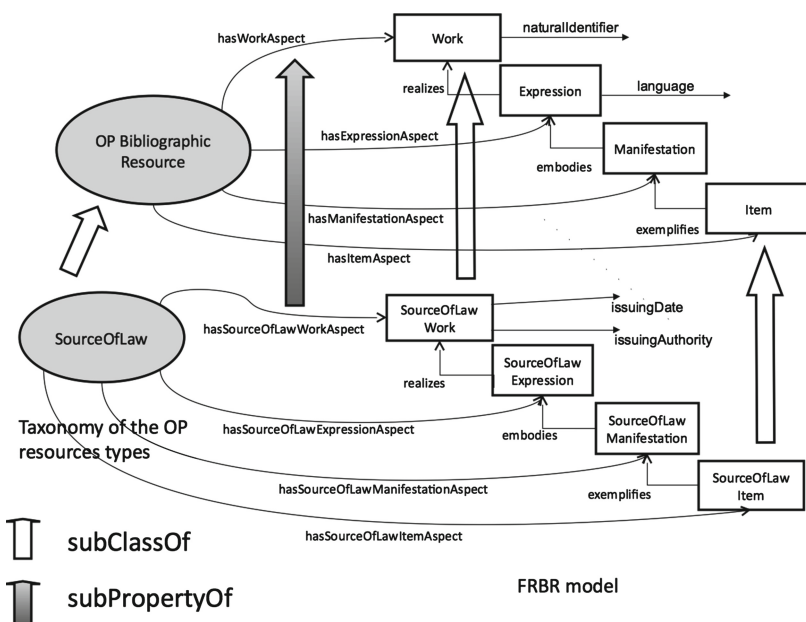 naturalIdentifier
hasWorkAspect
Work
realizes
Expression
language
OP Bibliographic
Resource
hasExpressionAspect
Manifestation
embodies
hasManifestationAspect
Item
exemplifies
hasItemAspect
SourceOfLaw
Work
issuingDate
hasSourceOfLawWorkAspect
SourceOfLaw
issuingAuthority
SourceOfLaw
Expression
realizes
Taxonomy of the OP
resources types
hasSourceOfLawExpressionAspect
embodies
SourceOfLaw
Manifestation
hasSourceOfLawManifestationAspect
exemplifies
SourceOfLaw
Item
hasSourceOfLawItemAspect
subClassOf
subPropertyOf
FRBR model